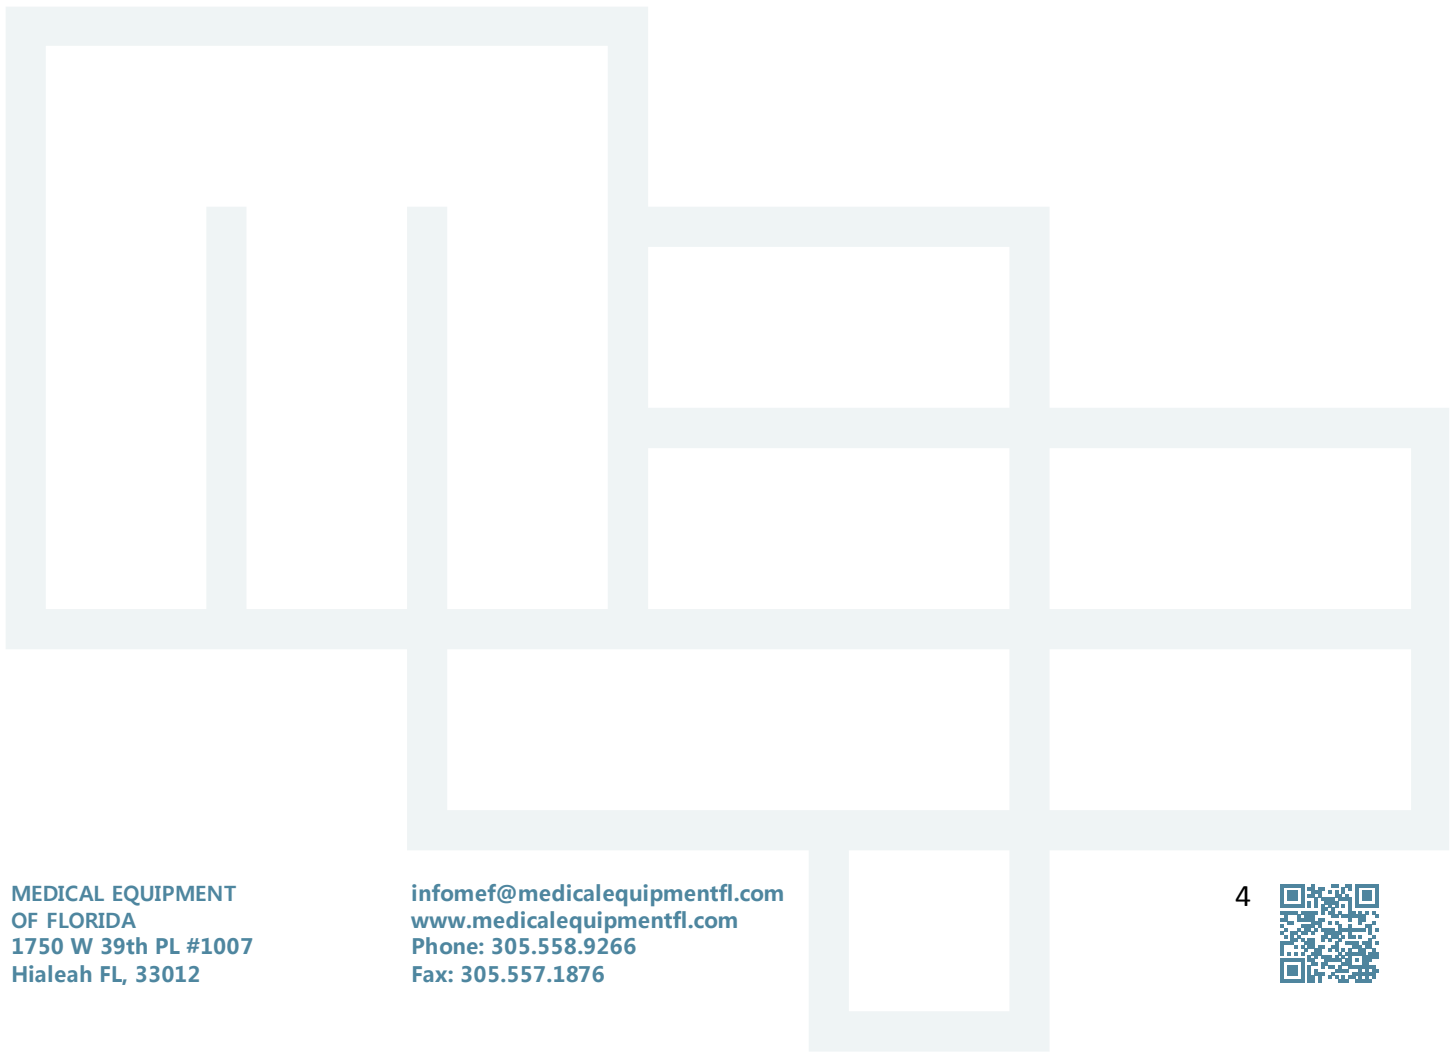 MEDICAL EQUIPMENT
OF FLORIDA
1750 W 39th PL #1007
Hialeah FL, 33012
infomef@medicalequipmentfl.com
www.medicalequipmentfl.com
Phone: 305.558.9266
Fax: 305.557.1876
4